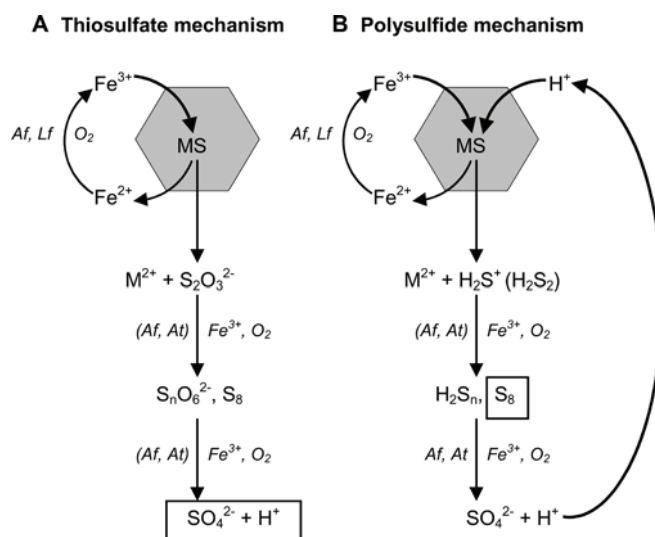 A Thiosulfate mechanism
Fe³⁺
Af, Lf
O₂
MS
Fe²⁺
M²⁺ + S₂O₃²⁻
(Af, At) Fe³⁺, O₂
SₙO₆²⁻, S₈
(Af, At) Fe³⁺, O₂
SO₄²⁻ + H⁺
B Polysulfide mechanism
Fe³⁺
H⁺
Af, Lf
O₂
MS
Fe²⁺
M²⁺ + H₂S⁺ (H₂S₂)
(Af, At) Fe³⁺, O₂
H₂Sₙ, S₈
Af, At Fe³⁺, O₂
SO₄²⁻ + H⁺